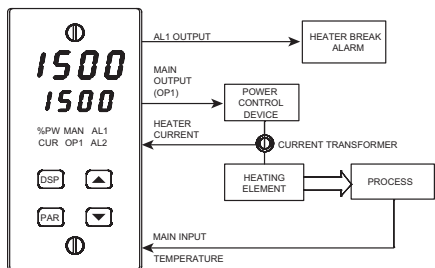 1500
1500
%PW MAN AL1
CUR OP1 AL2
DSP
PAR
AL1 OUTPUT
HEATER BREAK
ALARM
MAIN
OUTPUT
(OP1)
POWER
CONTROL
DEVICE
HEATER
CURRENT
CURRENT TRANSFORMER
HEATING
ELEMENT
PROCESS
MAIN INPUT
TEMPERATURE